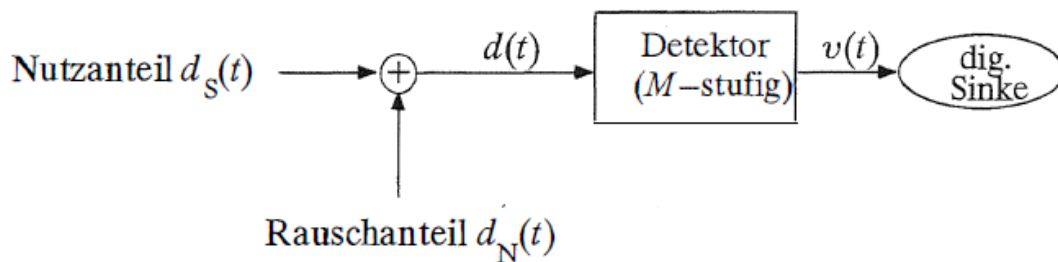 Nutzanteil d_S(t)
d(t)
Detektor
(M–stufig)
v(t)
dig.
Sinke
Rauschanteil d_N(t)